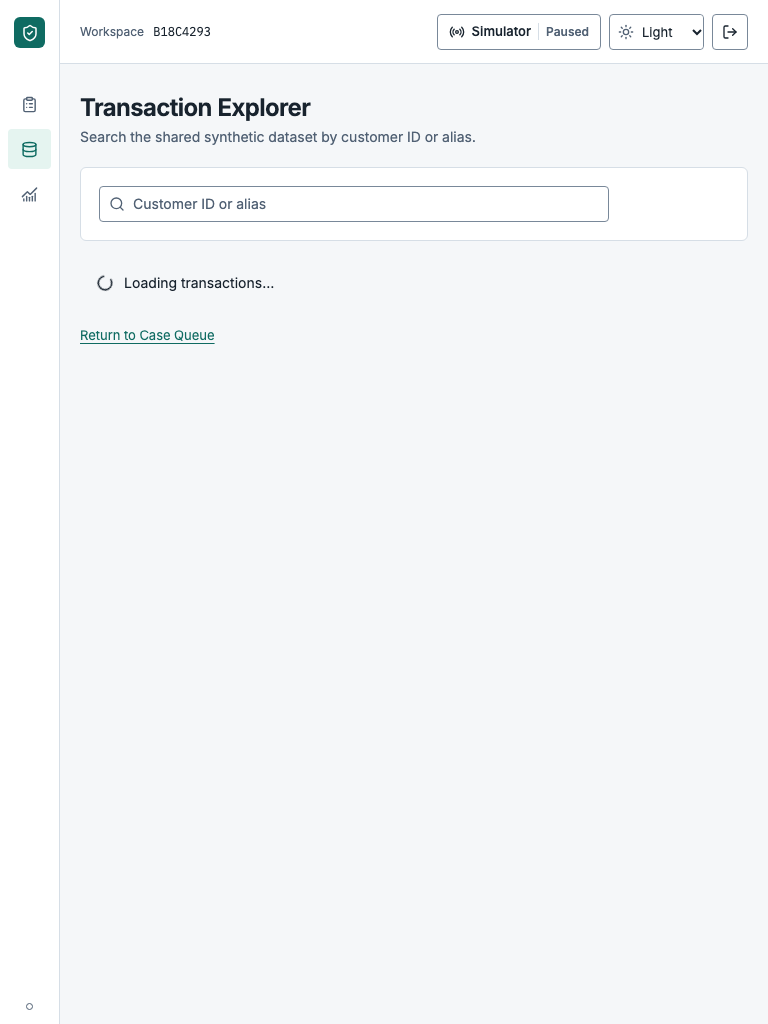 Workspace B18C4293
Simulator Paused
Light
Transaction Explorer
Search the shared synthetic dataset by customer ID or alias.
Customer ID or alias
Loading transactions...
Return to Case Queue